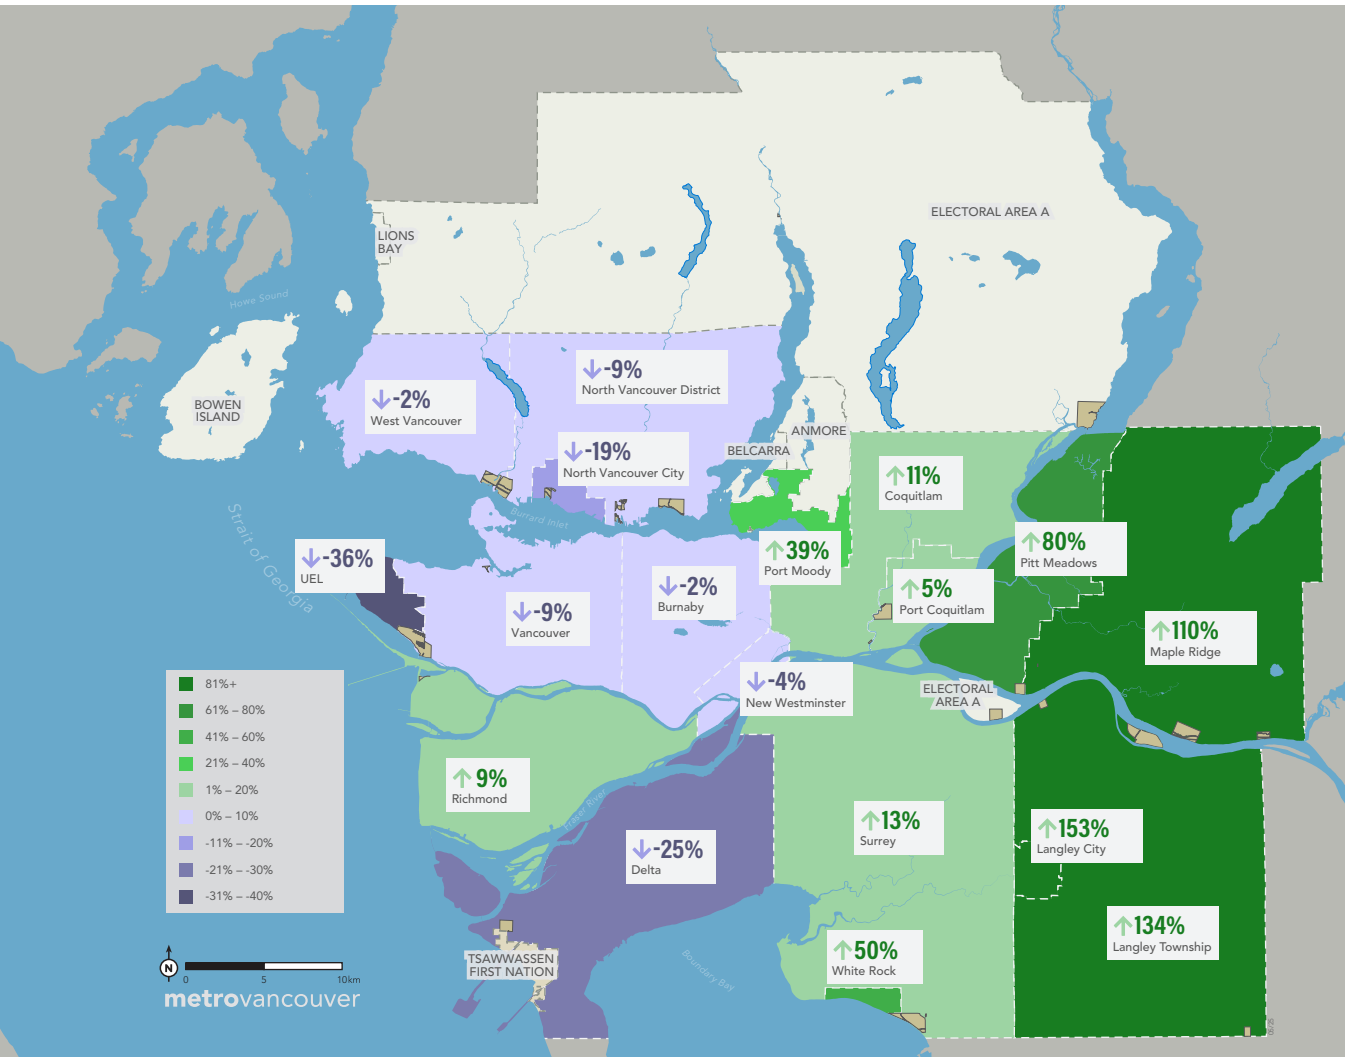 ELECTORAL AREA A
LIONS
BAY
Howe Sound
-9%
North Vancouver District
-2%
West Vancouver
BOWEN
ISLAND
ANMORE
-19%
North Vancouver City
BELCARRA
11%
Coquitlam
Strait of Georgia
Burrard Inlet
-36%
UEL
39%
Port Moody
80%
Pitt Meadows
-2%
Burnaby
5%
Port Coquitlam
-9%
Vancouver
110%
Maple Ridge
-4%
New Westminster
ELECTORAL
AREA A
81%+
61% – 80%
41% – 60%
21% – 40%
1% – 20%
0% – 10%
-11% – -20%
-21% – -30%
-31% – -40%
9%
Richmond
Fraser River
13%
Surrey
153%
Langley City
-25%
Delta
134%
Langley Township
50%
White Rock
TSAWWASSEN
FIRST NATION
Boundary Bay
N
0 5 10km
metrovancouver